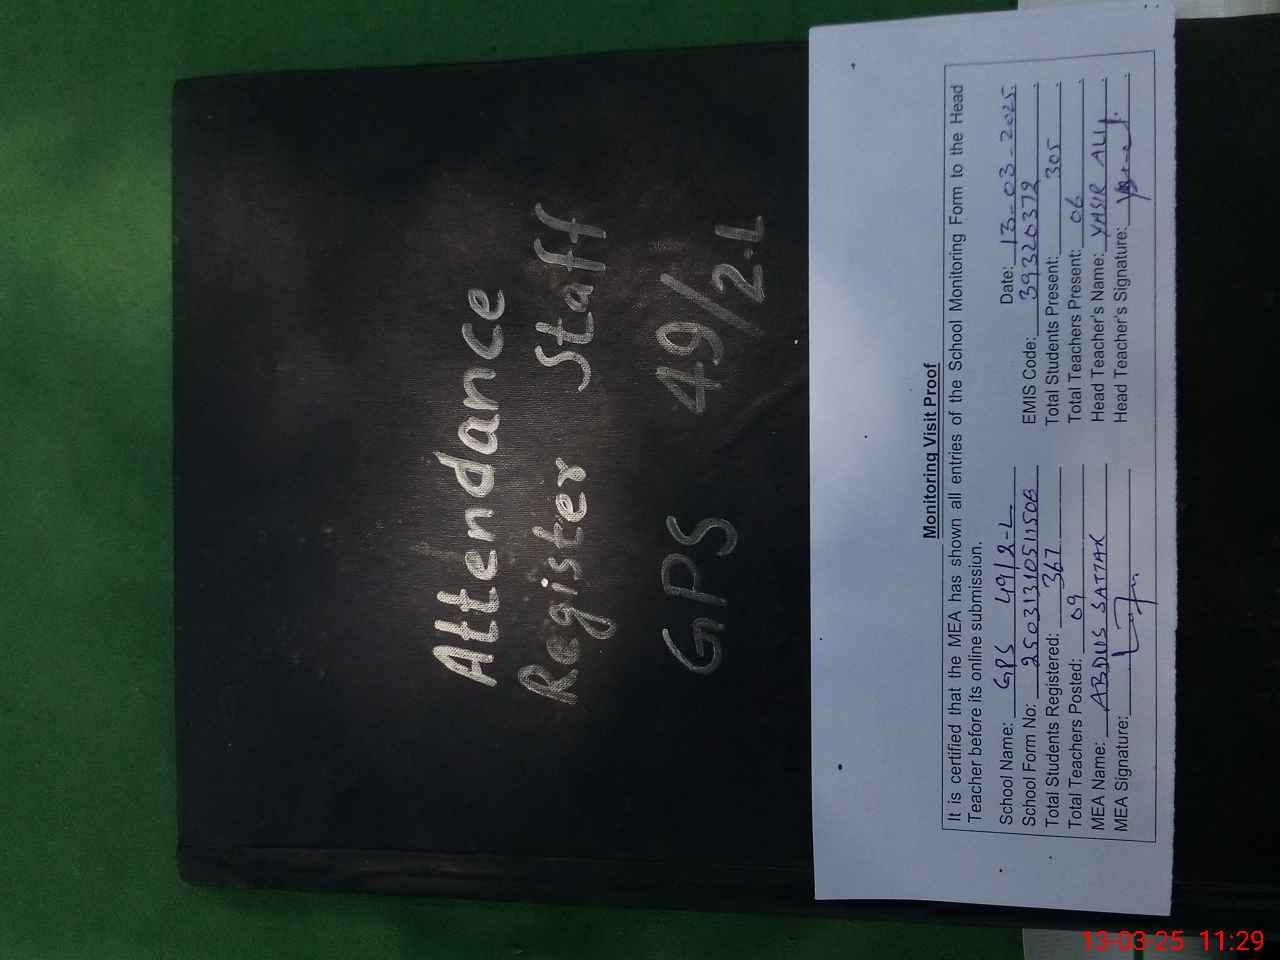 Attendance
Register Staff
GPS 49/2-L
Monitoring Visit Proof
It is certified that the MEA has shown all entries of the School Monitoring Form to the Head
Teacher before its online submission.
School Name: GPS 49/2-L Date: 13-03-2025
School Form No: 2503131051150 EMIS Code: 39320379
Total Students Registered: 367 Total Students Present: 305
Total Teachers Posted: 09 Total Teachers Present: 06
MEA Name: ABDUS SATTAR Head Teacher's Name: YASIR ALI
MEA Signature: Head Teacher's Signature:
13-03-25 11:29